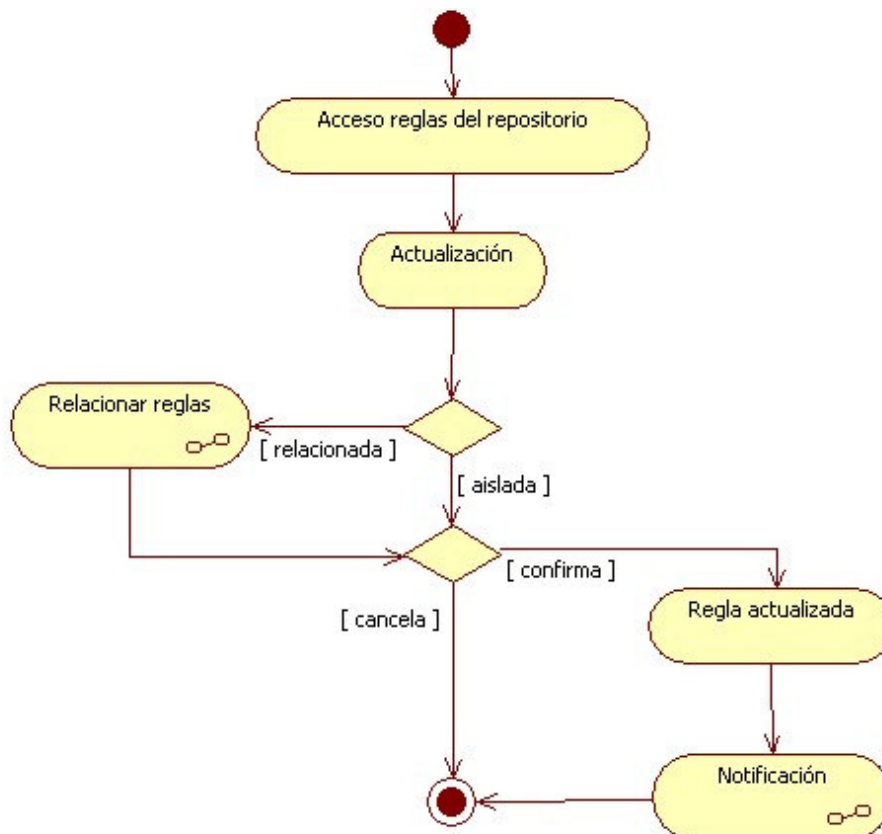 Acceso reglas del repositorio
Actualización
Relacionar reglas
[ relacionada ]
[ aislada ]
[ confirma ]
[ cancela ]
Regla actualizada
Notificación